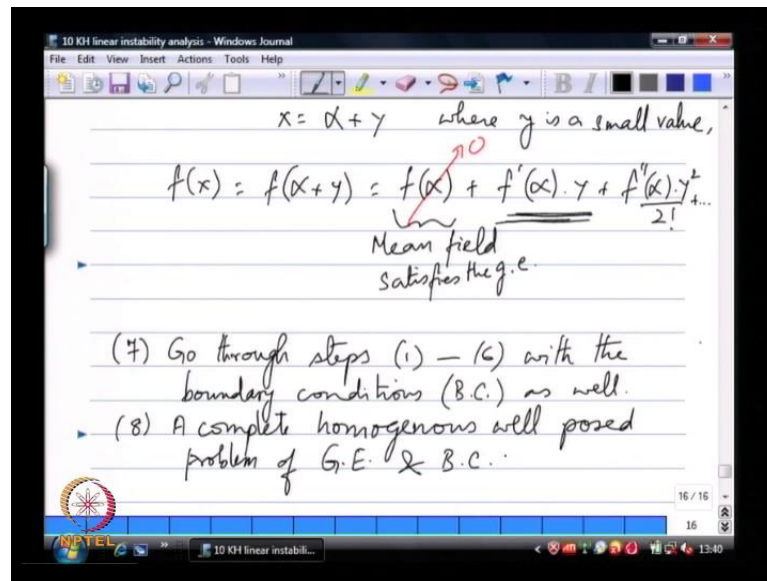 10 KH linear instability analysis - Windows Journal
File Edit View Insert Actions Tools Help
B I
x = α + y where y is a small value,
f(x) = f(α+y) = f(α) + f'(α).y + f''(α).y²/2! + ...
0
Mean field
satisfies the g.e.
(7) Go through steps (1) – (6) with the
boundary conditions (B.C.) as well.
(8) A complete homogenous well posed
problem of G.E. & B.C.
16 / 16
16
NPTEL
10 KH linear instabili...
13:40